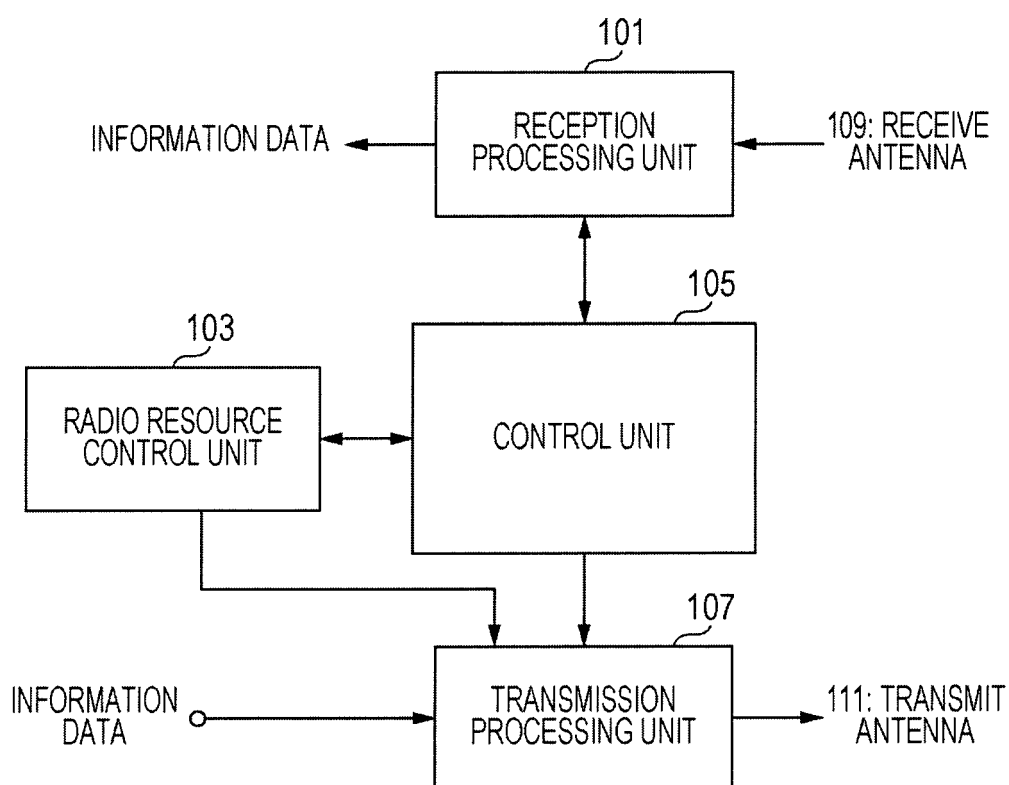 101
INFORMATION DATA
RECEPTION
PROCESSING UNIT
109: RECEIVE
ANTENNA
105
103
RADIO RESOURCE
CONTROL UNIT
CONTROL UNIT
107
INFORMATION
DATA
TRANSMISSION
PROCESSING UNIT
111: TRANSMIT
ANTENNA